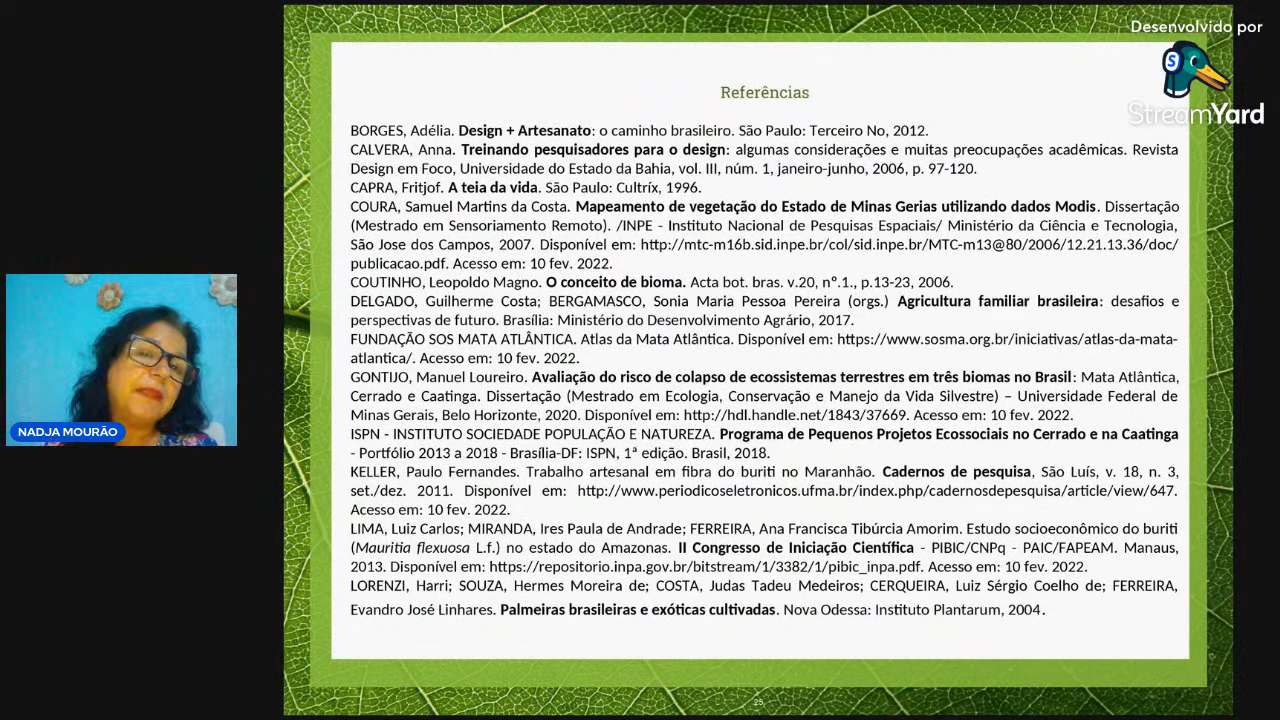 Desenvolvido por
StreamYard
Referências
BORGES, Adélia. Design + Artesanato: o caminho brasileiro. São Paulo: Terceiro No, 2012.
CALVERA, Anna. Treinando pesquisadores para o design: algumas considerações e muitas preocupações acadêmicas. Revista
Design em Foco, Universidade do Estado da Bahia, vol. III, núm. 1, janeiro-junho, 2006, p. 97-120.
CAPRA, Fritjof. A teia da vida. São Paulo: Cultríx, 1996.
COURA, Samuel Martins da Costa. Mapeamento de vegetação do Estado de Minas Gerias utilizando dados Modis. Dissertação
(Mestrado em Sensoriamento Remoto). /INPE - Instituto Nacional de Pesquisas Espaciais/ Ministério da Ciência e Tecnologia,
São Jose dos Campos, 2007. Disponível em: http://mtc-m16b.sid.inpe.br/col/sid.inpe.br/MTC-m13@80/2006/12.21.13.36/doc/
publicacao.pdf. Acesso em: 10 fev. 2022.
COUTINHO, Leopoldo Magno. O conceito de bioma. Acta bot. bras. v.20, nº.1., p.13-23, 2006.
DELGADO, Guilherme Costa; BERGAMASCO, Sonia Maria Pessoa Pereira (orgs.) Agricultura familiar brasileira: desafios e
perspectivas de futuro. Brasília: Ministério do Desenvolvimento Agrário, 2017.
FUNDAÇÃO SOS MATA ATLÂNTICA. Atlas da Mata Atlântica. Disponível em: https://www.sosma.org.br/iniciativas/atlas-da-mata-
atlantica/. Acesso em: 10 fev. 2022.
GONTIJO, Manuel Loureiro. Avaliação do risco de colapso de ecossistemas terrestres em três biomas no Brasil: Mata Atlântica,
Cerrado e Caatinga. Dissertação (Mestrado em Ecologia, Conservação e Manejo da Vida Silvestre) – Universidade Federal de
Minas Gerais, Belo Horizonte, 2020. Disponível em: http://hdl.handle.net/1843/37669. Acesso em: 10 fev. 2022.
ISPN - INSTITUTO SOCIEDADE POPULAÇÃO E NATUREZA. Programa de Pequenos Projetos Ecossociais no Cerrado e na Caatinga
- Portfólio 2013 a 2018 - Brasília-DF: ISPN, 1ª edição. Brasil, 2018.
KELLER, Paulo Fernandes. Trabalho artesanal em fibra do buriti no Maranhão. Cadernos de pesquisa, São Luís, v. 18, n. 3,
set./dez. 2011. Disponível em: http://www.periodicoseletronicos.ufma.br/index.php/cadernosdepesquisa/article/view/647.
Acesso em: 10 fev. 2022.
LIMA, Luiz Carlos; MIRANDA, Ires Paula de Andrade; FERREIRA, Ana Francisca Tibúrcia Amorim. Estudo socioeconômico do buriti
(Mauritia flexuosa L.f.) no estado do Amazonas. II Congresso de Iniciação Científica - PIBIC/CNPq - PAIC/FAPEAM. Manaus,
2013. Disponível em: https://repositorio.inpa.gov.br/bitstream/1/3382/1/pibic_inpa.pdf. Acesso em: 10 fev. 2022.
LORENZI, Harri; SOUZA, Hermes Moreira de; COSTA, Judas Tadeu Medeiros; CERQUEIRA, Luiz Sérgio Coelho de; FERREIRA,
Evandro José Linhares. Palmeiras brasileiras e exóticas cultivadas. Nova Odessa: Instituto Plantarum, 2004.
25
NADJA MOURÃO